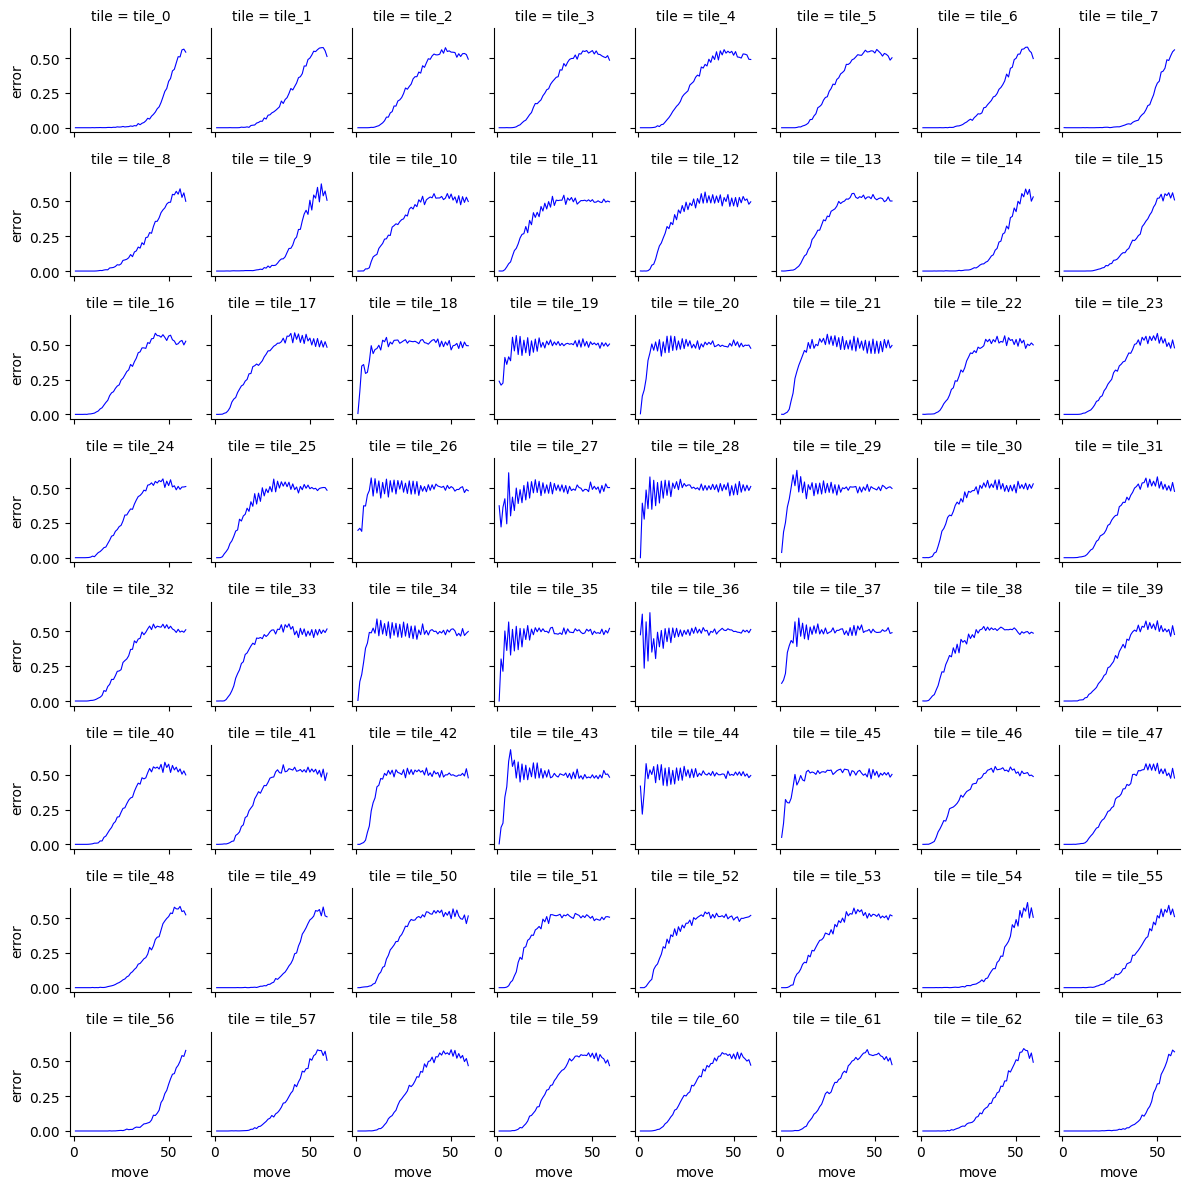 tile = tile_0 tile = tile_1 tile = tile_2 tile = tile_3 tile = tile_4 tile = tile_5 tile = tile_6 tile = tile_7
0.50
error
0.25
0.00
tile = tile_8 tile = tile_9 tile = tile_10 tile = tile_11 tile = tile_12 tile = tile_13 tile = tile_14 tile = tile_15
0.50
error
0.25
0.00
tile = tile_16 tile = tile_17 tile = tile_18 tile = tile_19 tile = tile_20 tile = tile_21 tile = tile_22 tile = tile_23
0.50
error
0.25
0.00
tile = tile_24 tile = tile_25 tile = tile_26 tile = tile_27 tile = tile_28 tile = tile_29 tile = tile_30 tile = tile_31
0.50
error
0.25
0.00
tile = tile_32 tile = tile_33 tile = tile_34 tile = tile_35 tile = tile_36 tile = tile_37 tile = tile_38 tile = tile_39
0.50
error
0.25
0.00
tile = tile_40 tile = tile_41 tile = tile_42 tile = tile_43 tile = tile_44 tile = tile_45 tile = tile_46 tile = tile_47
0.50
error
0.25
0.00
tile = tile_48 tile = tile_49 tile = tile_50 tile = tile_51 tile = tile_52 tile = tile_53 tile = tile_54 tile = tile_55
0.50
error
0.25
0.00
tile = tile_56 tile = tile_57 tile = tile_58 tile = tile_59 tile = tile_60 tile = tile_61 tile = tile_62 tile = tile_63
0.50
error
0.25
0.00
0 50 0 50 0 50 0 50 0 50 0 50 0 50 0 50
move move move move move move move move